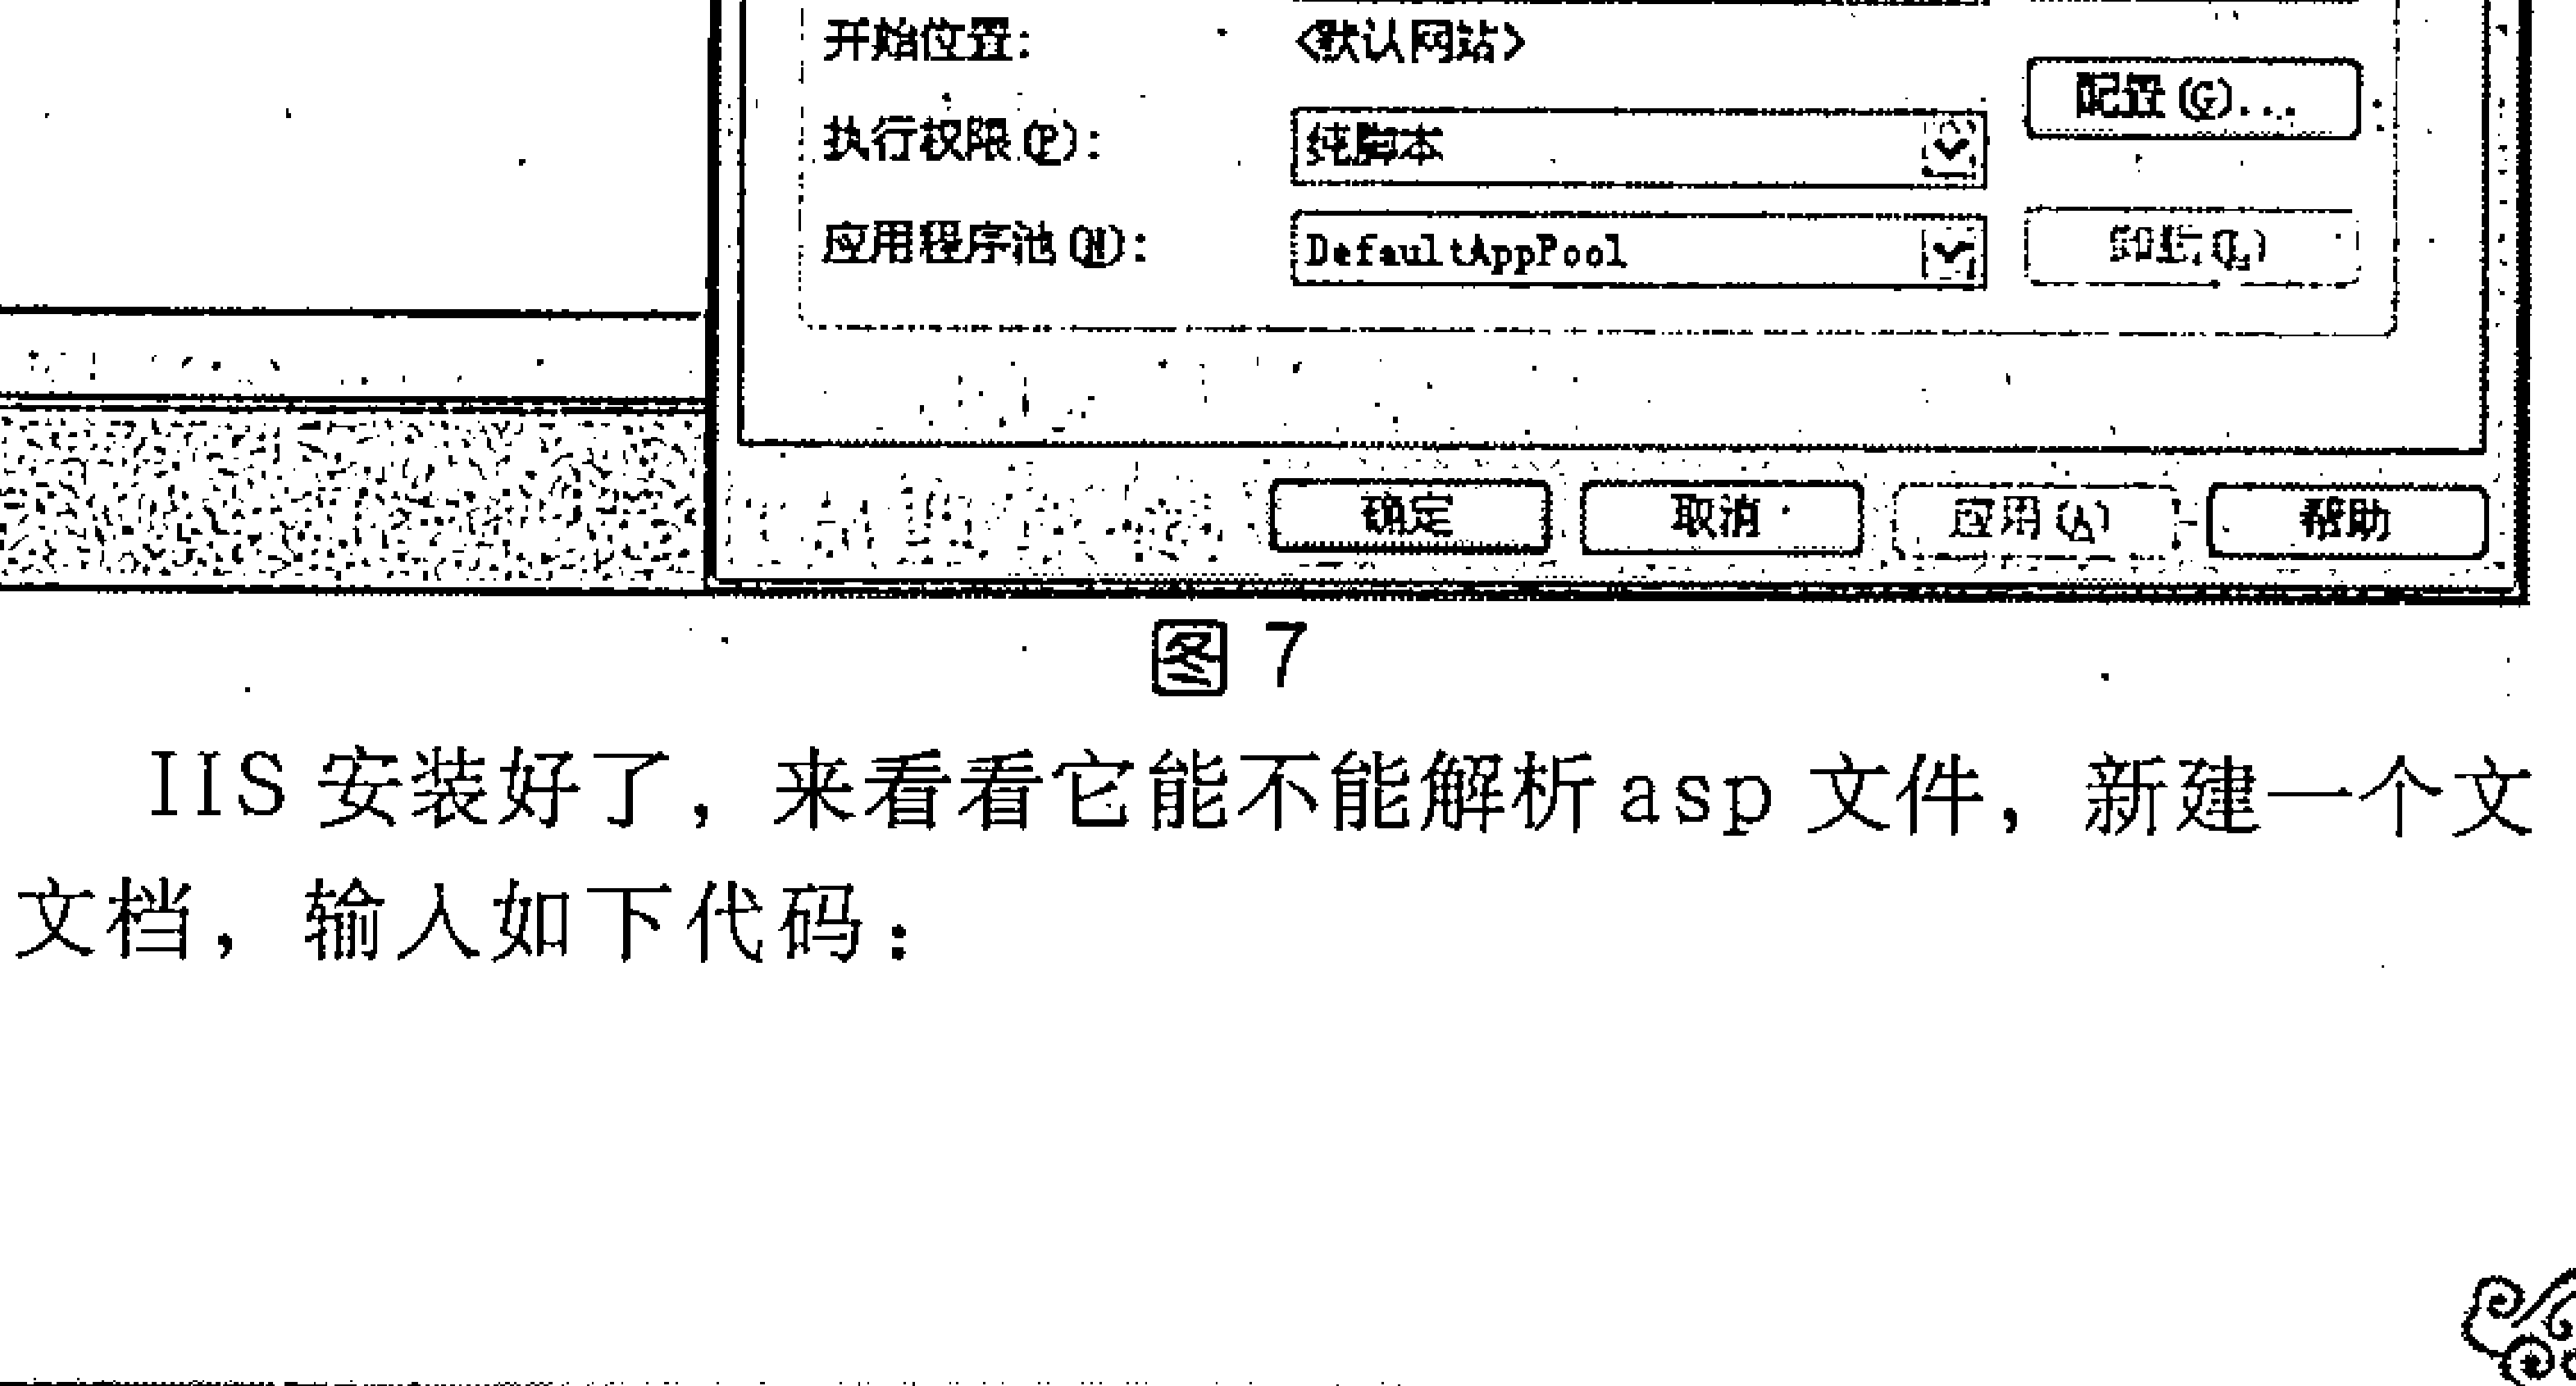 开始位置: <默认网站>
配置(G)...
执行权限(P): 纯脚本
应用程序池(N): DefaultAppPool
卸载(L)
确定 取消 应用(A) 帮助
图 7
IIS 安装好了，来看看它能不能解析 asp 文件，新建一个文
文档，输入如下代码：